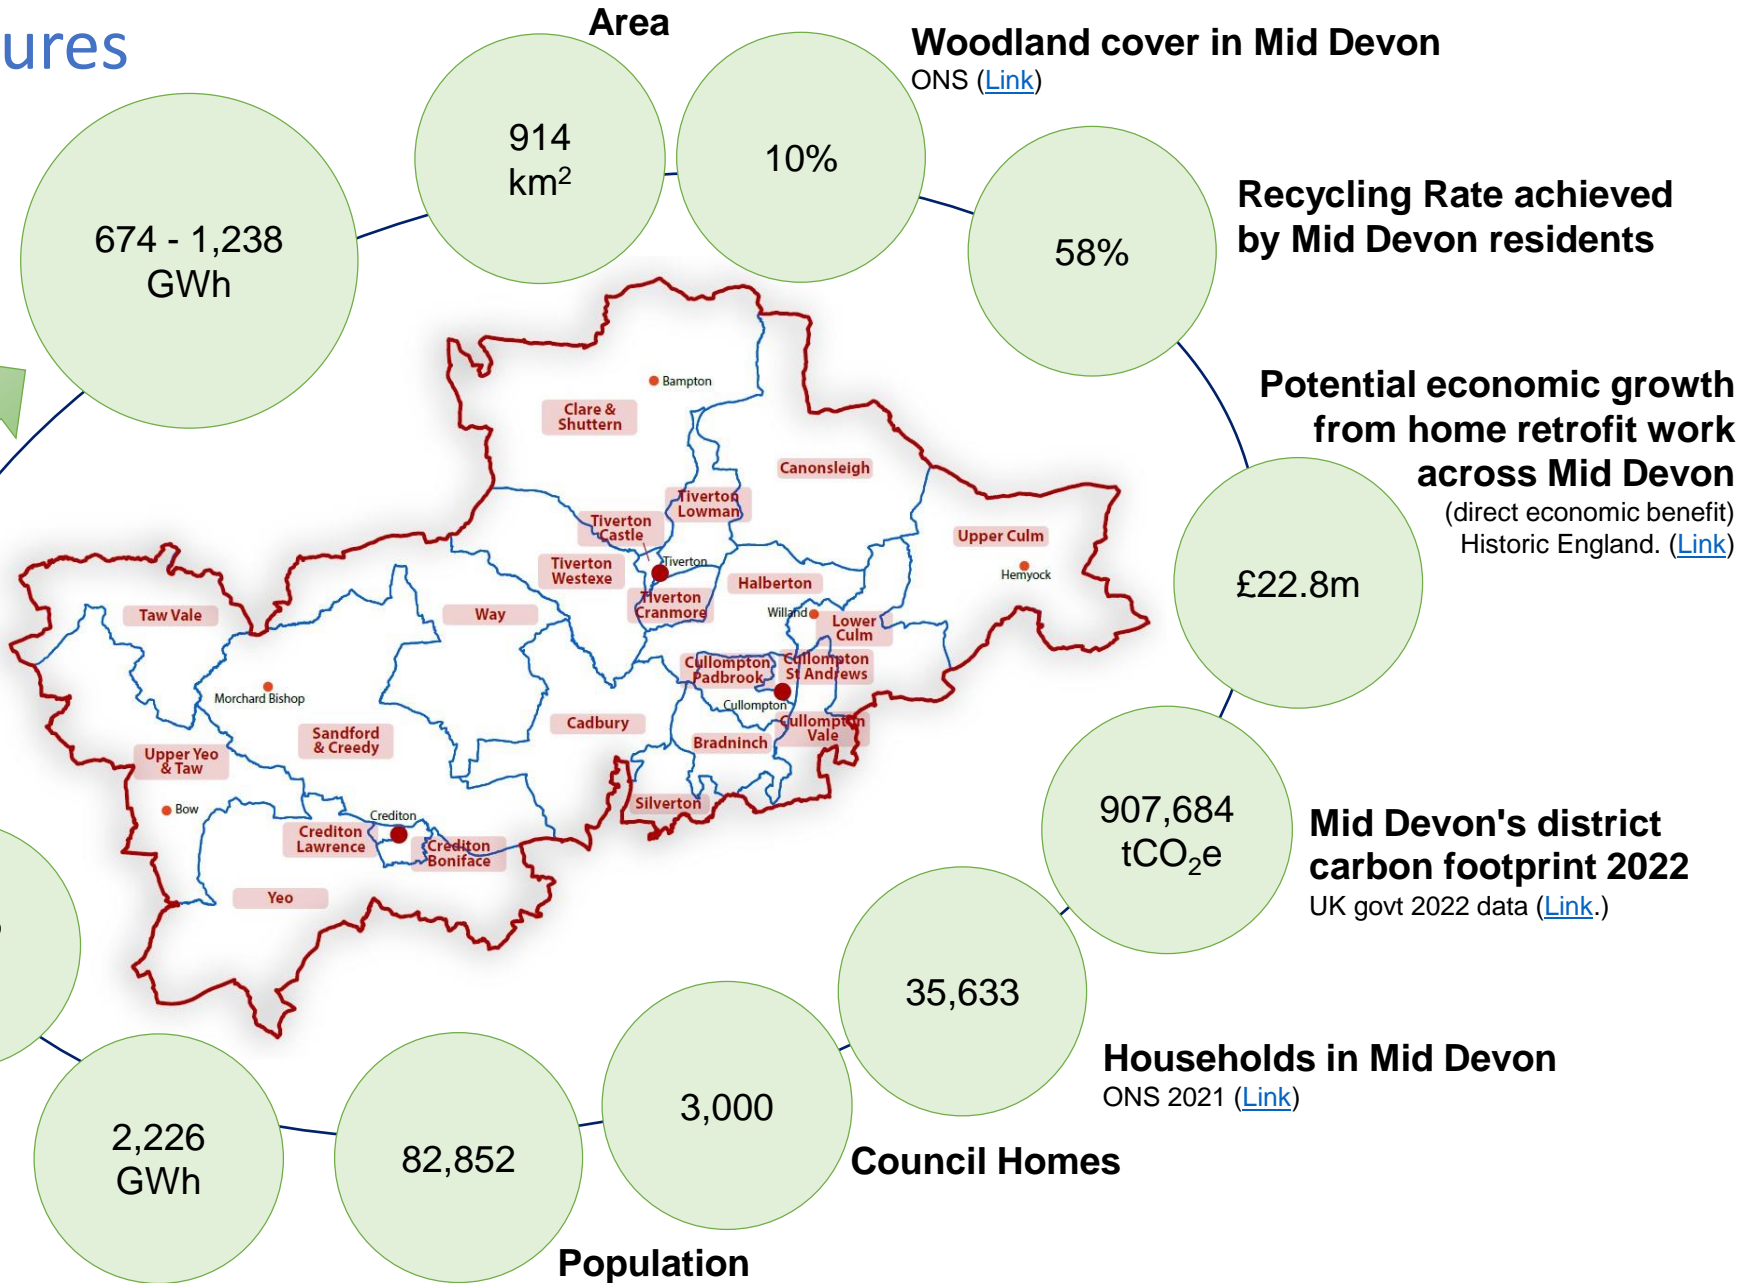 ures
Area
914
km²
Woodland cover in Mid Devon
ONS (Link)
10%
Recycling Rate achieved
by Mid Devon residents
58%
674 - 1,238
GWh
Potential economic growth
from home retrofit work
across Mid Devon
(direct economic benefit)
Historic England. (Link)
£22.8m
Bampton
Clare &
Shuttern
Canonsleigh
Tiverton
Lowman
Tiverton
Castle
Tiverton
Upper Culm
Hemyock
Tiverton
Westexe
Halberton
Tiverton
Cranmore
Taw Vale
Way
Willand
Lower
Culm
Cullompton
Padbrook
Cullompton
St Andrews
Cullompton
Morchard Bishop
Cadbury
Cullompton
Vale
Sandford
& Creedy
Bradninch
Upper Yeo
& Taw
Silverton
Bow
Crediton
Crediton
Lawrence
Crediton
Boniface
Yeo
907,684
tCO₂e
Mid Devon's district
carbon footprint 2022
UK govt 2022 data (Link.)
35,633
Households in Mid Devon
ONS 2021 (Link)
3,000
Council Homes
82,852
Population
2,226
GWh